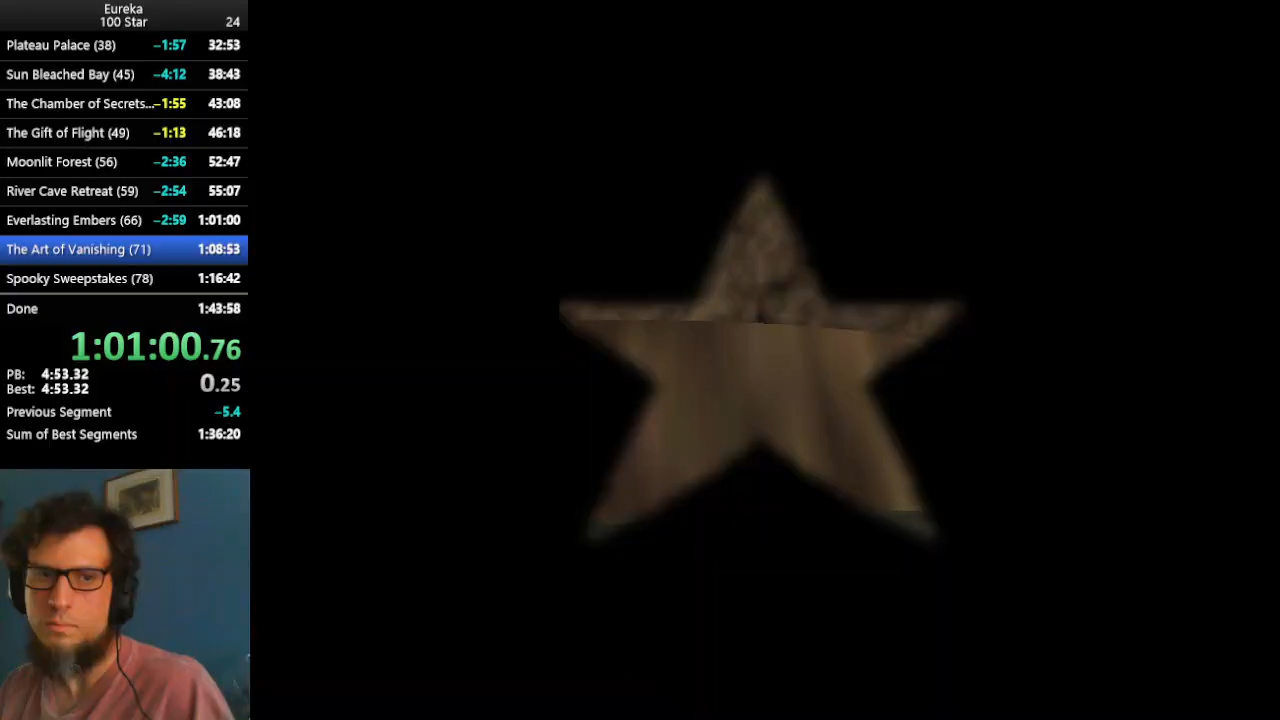 Eureka
100 Star 24
Plateau Palace (38) −1:57 32:53
Sun Bleached Bay (45) −4:12 38:43
The Chamber of Secrets... −1:55 43:08
The Gift of Flight (49) −1:13 46:18
Moonlit Forest (56) −2:36 52:47
River Cave Retreat (59) −2:54 55:07
Everlasting Embers (66) −2:59 1:01:00
The Art of Vanishing (71) 1:08:53
Spooky Sweepstakes (78) 1:16:42
Done 1:43:58
1:01:00.76
PB: 4:53.32
Best: 4:53.32 0.25
Previous Segment −5.4
Sum of Best Segments 1:36:20